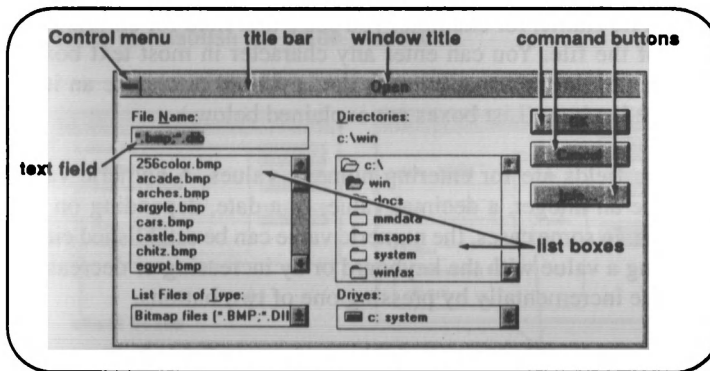 Control menu title bar window title command buttons
Open
File Name:
*.bmp;*.dib
text field
256color.bmp
arcade.bmp
arches.bmp
argyle.bmp
cars.bmp
castle.bmp
chitz.bmp
egypt.bmp
List Files of Type:
Bitmap files (*.BMP;*.DII
Directories:
c:\win
c:\
win
docs
mmdata
msapps
system
winfax
Drives:
c: system
OK
Cancel
list boxes